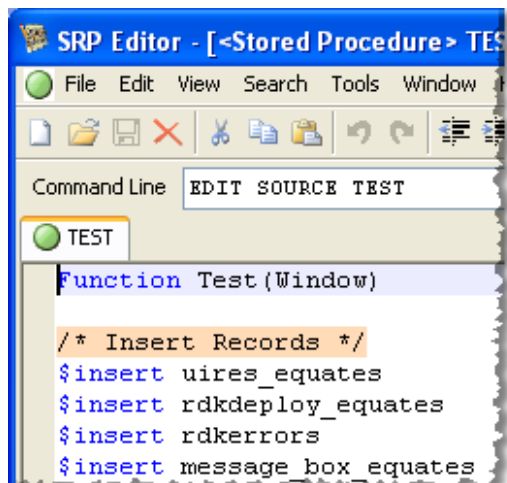 SRP Editor - [<Stored Procedure> TES
File Edit View Search Tools Window
Command Line EDIT SOURCE TEST
TEST
Function Test(Window)
/* Insert Records */
$insert uires_equates
$insert rdkdeploy_equates
$insert rdkerrors
$insert message_box_equates